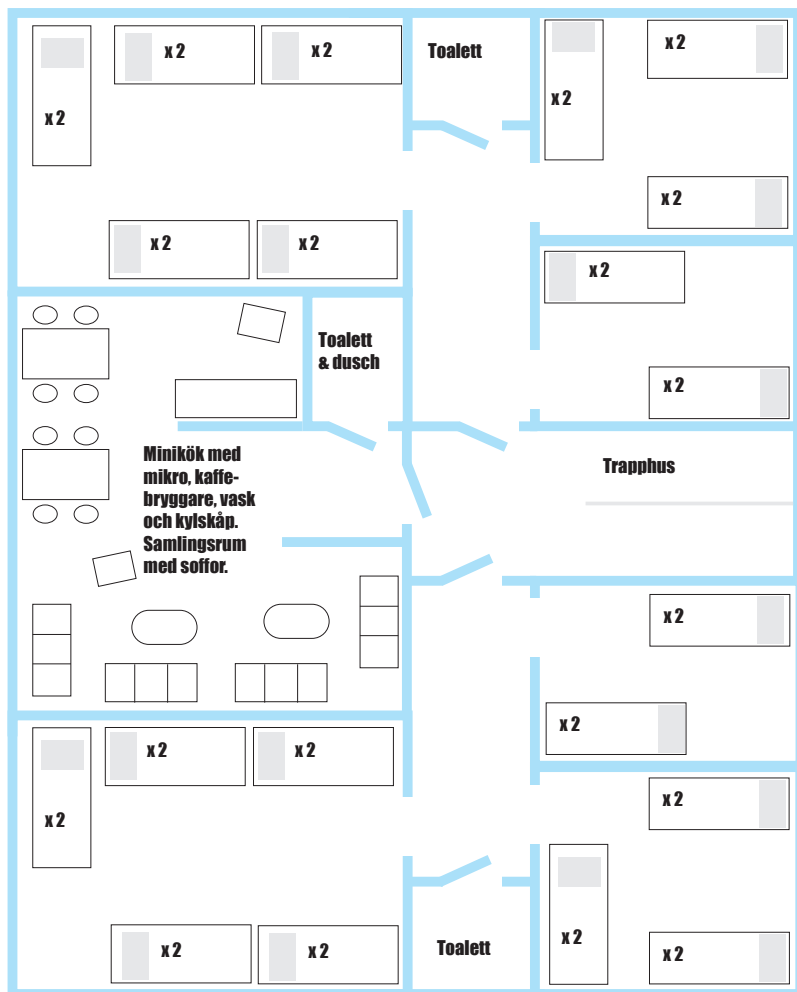 x 2
x 2
Toalett
x 2
x 2
x 2
x 2
x 2
x 2
x 2
x 2
Toalett
& dusch
x 2
Minikök med
mikro, kaffe-
bryggare, vask
och kylskåp.
Samlingsrum
med soffor.
Trapphus
x 2
x 2
x 2
x 2
x 2
x 2
x 2
x 2
x 2
Toalett
x 2